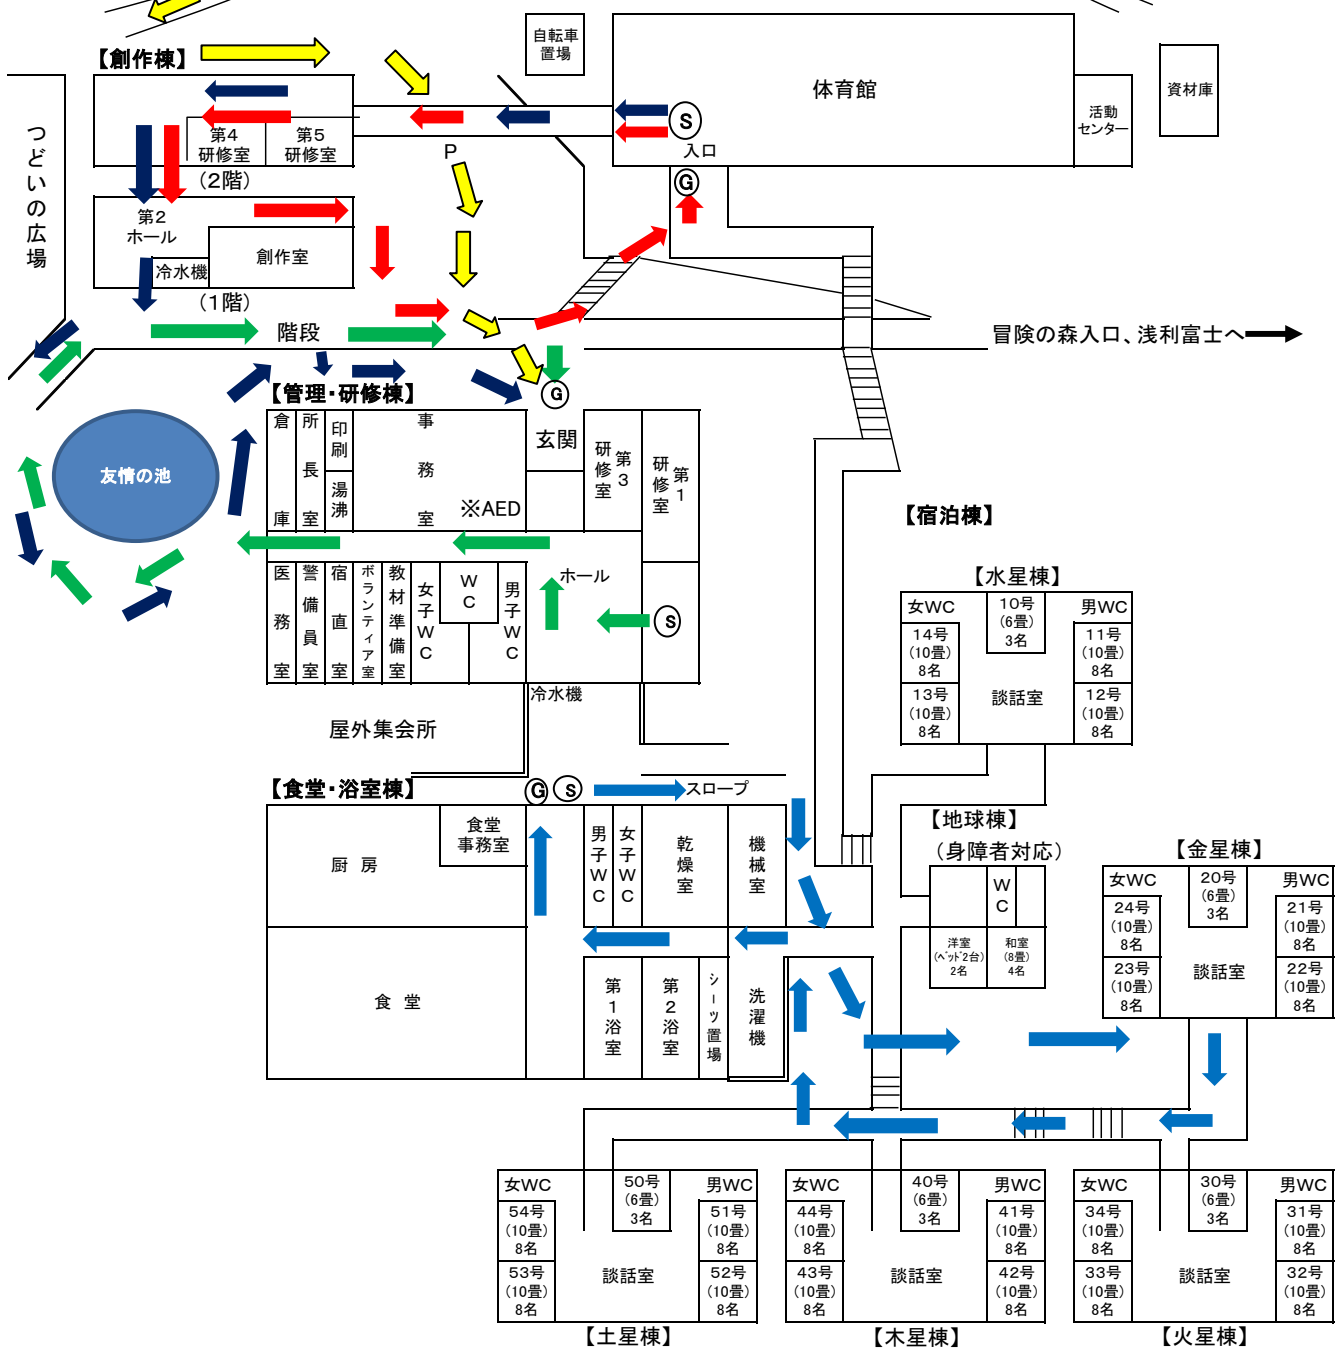 【創作棟】
自転車
置場
体育館
活動
センター
資材庫
つどいの広場
第4
研修室
第5
研修室
(2階)
P
S
入口
G
第2
ホール
冷水機
創作室
(1階)
階段
冒険の森入口、浅利富士へ
【管理・研修棟】
G
友情の池
倉庫
所長室
印刷
湯沸
事務室
※AED
玄関
第3
研修室
第1
研修室
医務室
警備員室
宿直室
ボランティア室
教材準備室
女子WC
WC
男子WC
ホール
S
冷水機
屋外集会所
【宿泊棟】
【水星棟】
女WC
10号
(6畳)
3名
男WC
14号
(10畳)
8名
11号
(10畳)
8名
13号
(10畳)
8名
談話室
12号
(10畳)
8名
【食堂・浴室棟】
G
S
スロープ
厨房
食堂
事務室
男子WC
女子WC
乾燥室
機械室
食堂
第1浴室
第2浴室
シーツ置場
洗濯機
【地球棟】
(身障者対応)
WC
洋室
(ベッド2台)
2名
和室
(8畳)
4名
【金星棟】
女WC
20号
(6畳)
3名
男WC
24号
(10畳)
8名
21号
(10畳)
8名
23号
(10畳)
8名
談話室
22号
(10畳)
8名
女WC
50号
(6畳)
3名
男WC
54号
(10畳)
8名
51号
(10畳)
8名
53号
(10畳)
8名
談話室
52号
(10畳)
8名
【土星棟】
女WC
40号
(6畳)
3名
男WC
44号
(10畳)
8名
41号
(10畳)
8名
43号
(10畳)
8名
談話室
42号
(10畳)
8名
【木星棟】
女WC
30号
(6畳)
3名
男WC
34号
(10畳)
8名
31号
(10畳)
8名
33号
(10畳)
8名
談話室
32号
(10畳)
8名
【火星棟】